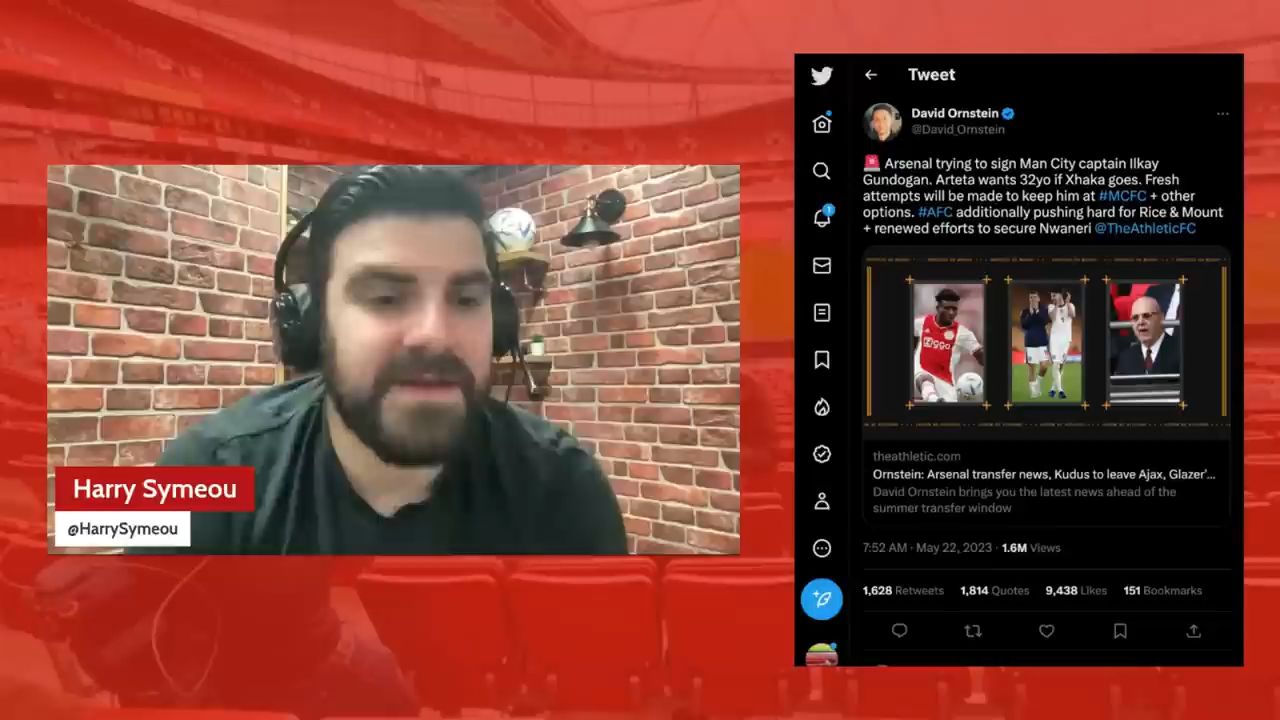 Harry Symeou
@HarrySymeou
Tweet
David Ornstein
@David_Ornstein
🚨 Arsenal trying to sign Man City captain Ilkay
Gundogan. Arteta wants 32yo if Xhaka goes. Fresh
attempts will be made to keep him at #MCFC + other
options. #AFC additionally pushing hard for Rice & Mount
+ renewed efforts to secure Nwaneri @TheAthleticFC
ziggo
theathletic.com
Ornstein: Arsenal transfer news, Kudus to leave Ajax, Glazer'...
David Ornstein brings you the latest news ahead of the
summer transfer window
7:52 AM · May 22, 2023 · 1.6M Views
1,628 Retweets 1,814 Quotes 9,438 Likes 151 Bookmarks